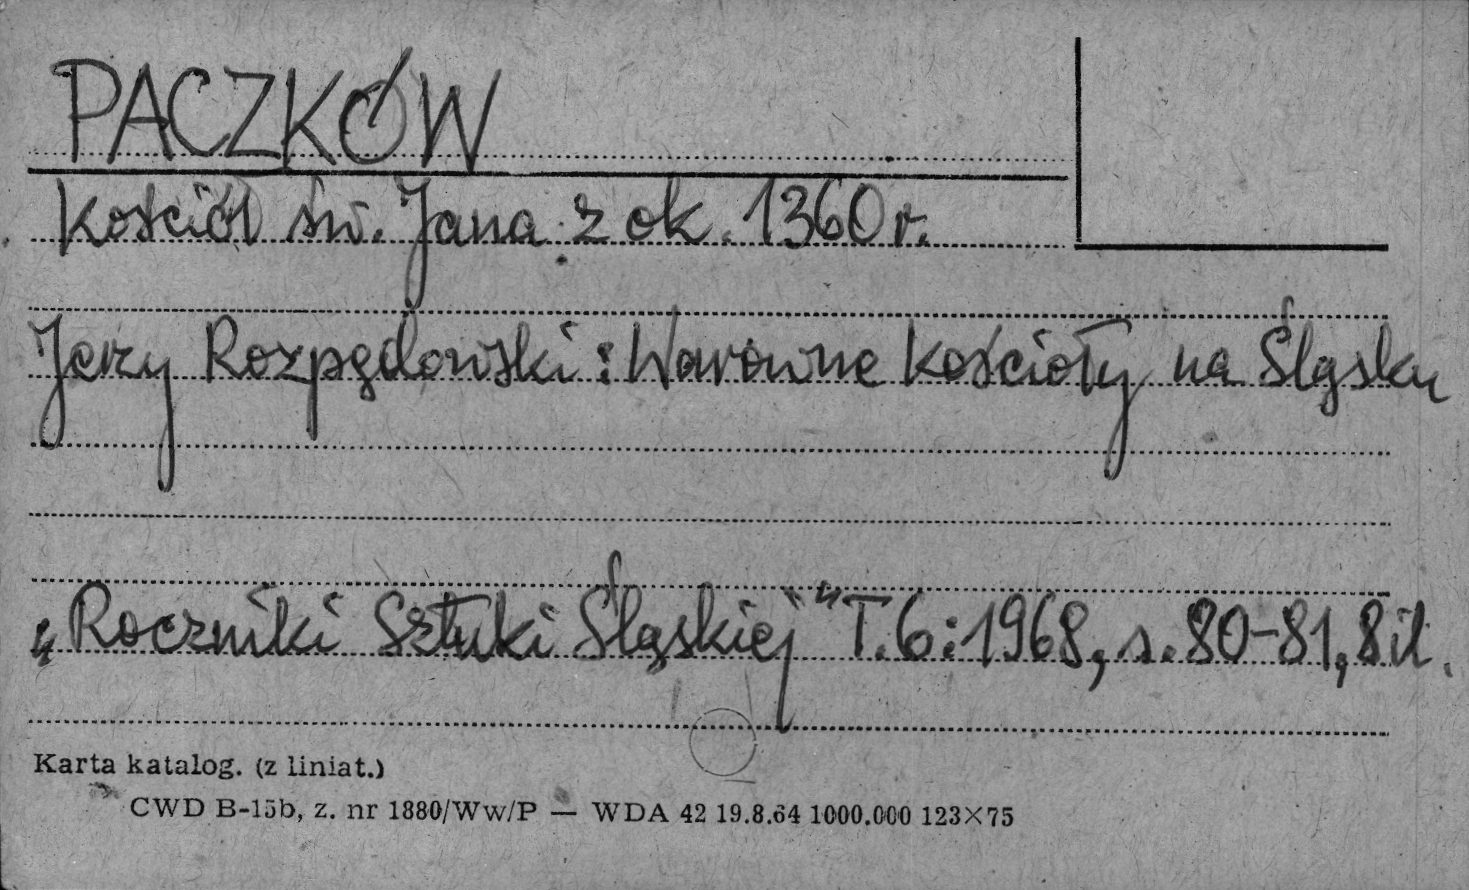 PACZKÓW
Kościół św. Jana z ok. 1360 r.
Jerzy Rozpędowski: Warowne kościoły na Śląsku
„Roczniki Sztuki Śląskiej" T.6:1968, s. 80-81, 8 il.
Karta katalog. (z liniat.)
CWD B-15b, z. nr 1880/Ww/P — WDA 42 19.8.64 1000.000 123×75